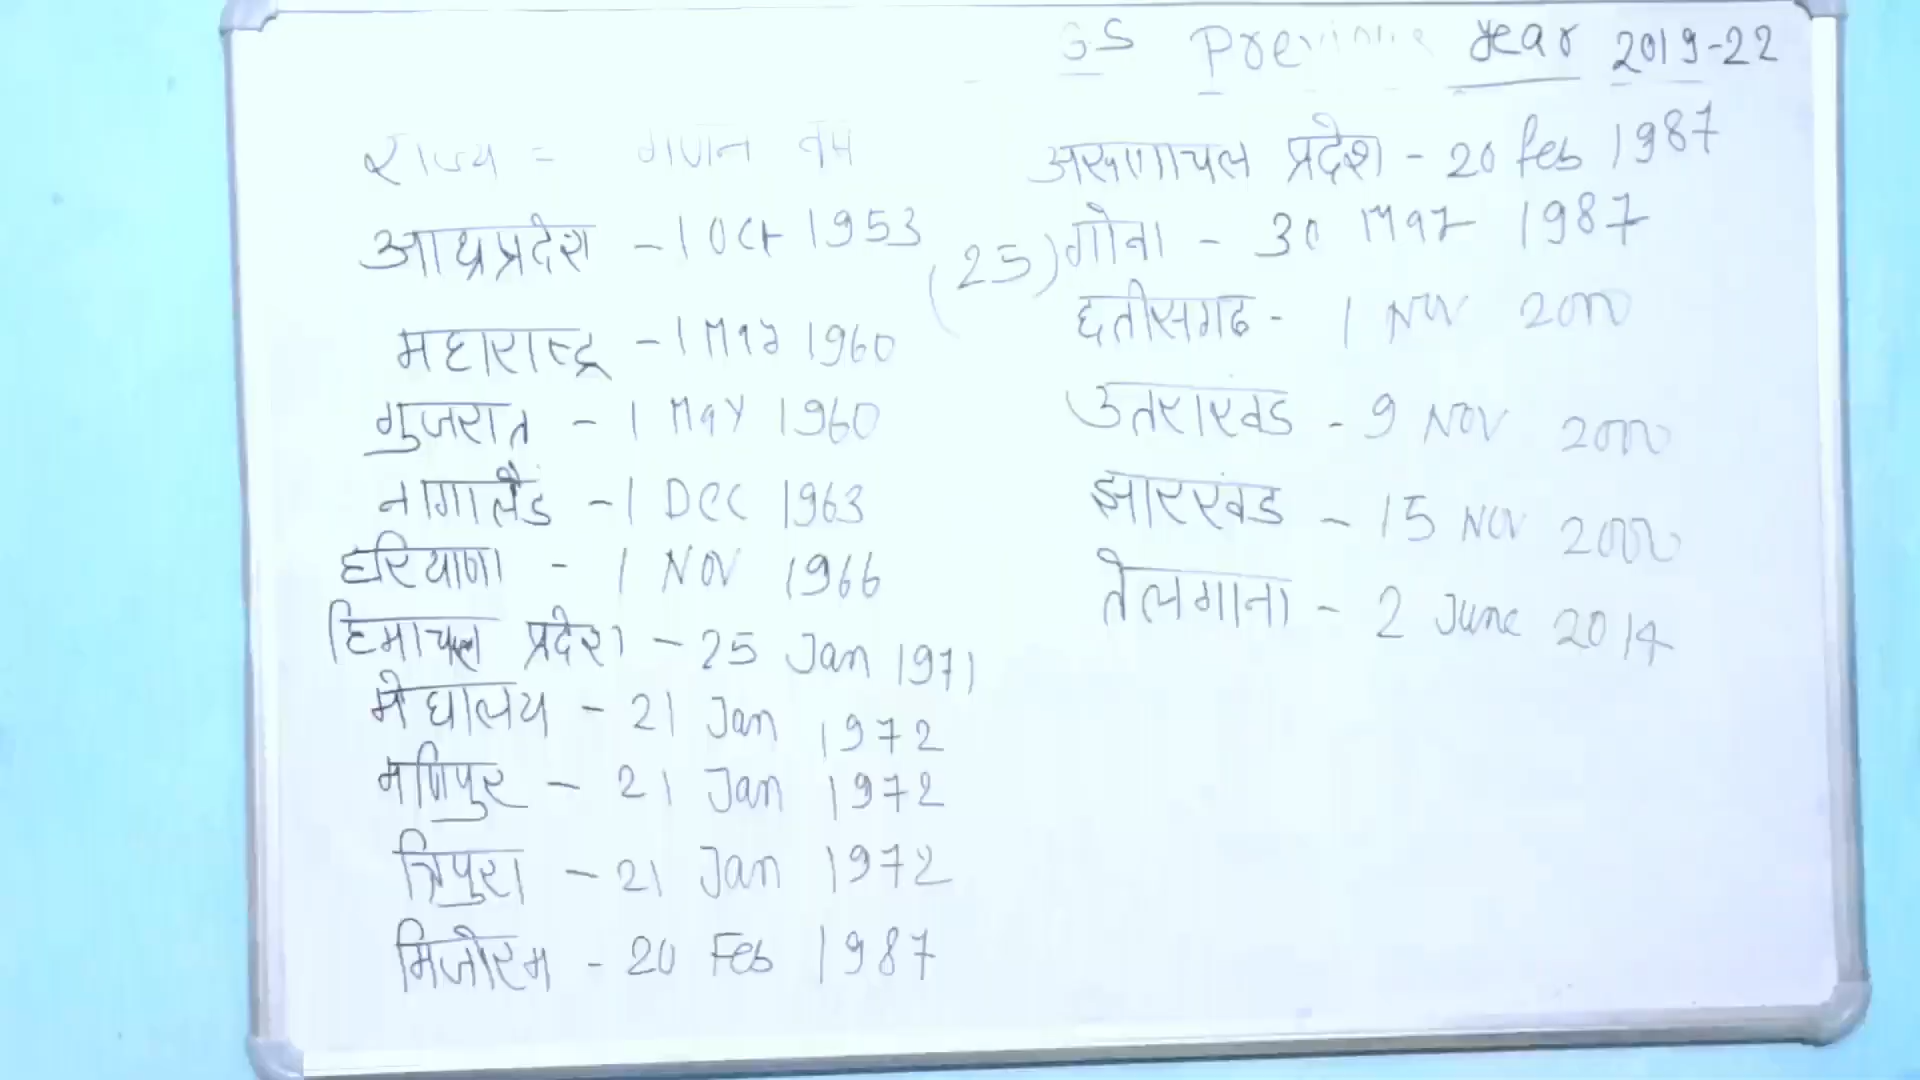 GS Previous year 2019-22
राज्य = गठन वर्ष
आध्रप्रदेश - 1 Oct 1953
महाराष्ट्र - 1 May 1960
गुजरात - 1 May 1960
नागालैंड - 1 Dec 1963
हरियाणा - 1 Nov 1966
हिमाचल प्रदेश - 25 Jan 1971
मेघालय - 21 Jan 1972
मणिपुर - 21 Jan 1972
त्रिपुरा - 21 Jan 1972
मिजोरम - 20 Feb 1987
अरुणाचल प्रदेश - 20 Feb 1987
(25) गोवा - 30 May 1987
छतीसगढ - 1 Nov 2000
उतराखंड - 9 Nov 2000
झारखंड - 15 Nov 2000
तेलगाना - 2 June 2014